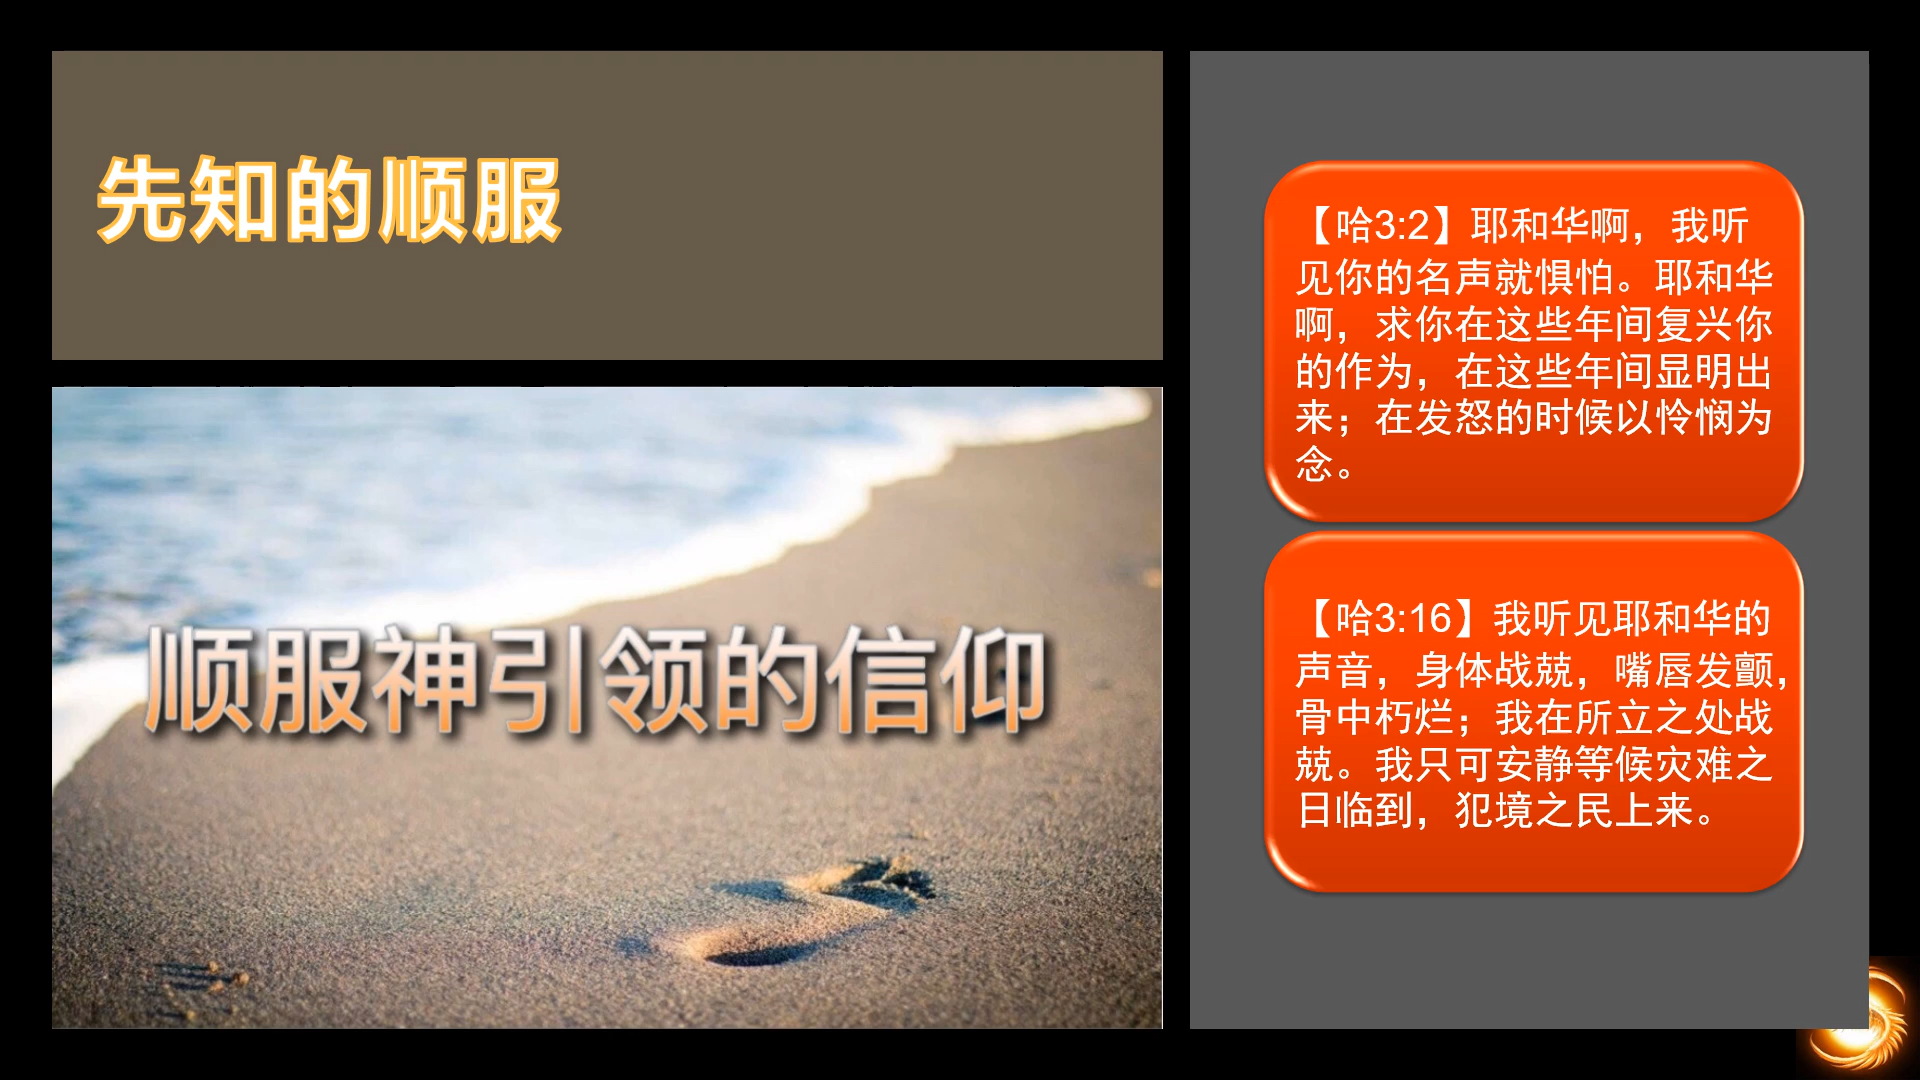 先知的顺服
顺服神引领的信仰
【哈3:2】耶和华啊，我听
见你的名声就惧怕。耶和华
啊，求你在这些年间复兴你
的作为，在这些年间显明出
来；在发怒的时候以怜悯为
念。
【哈3:16】我听见耶和华的
声音，身体战兢，嘴唇发颤，
骨中朽烂；我在所立之处战
兢。我只可安静等候灾难之
日临到，犯境之民上来。